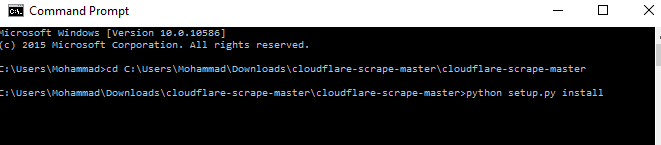 Command Prompt
Microsoft Windows [Version 10.0.10586]
(c) 2015 Microsoft Corporation. All rights reserved.
C:\Users\Mohammad>cd C:\Users\Mohammad\Downloads\cloudflare-scrape-master\cloudflare-scrape-master
C:\Users\Mohammad\Downloads\cloudflare-scrape-master\cloudflare-scrape-master>python setup.py install